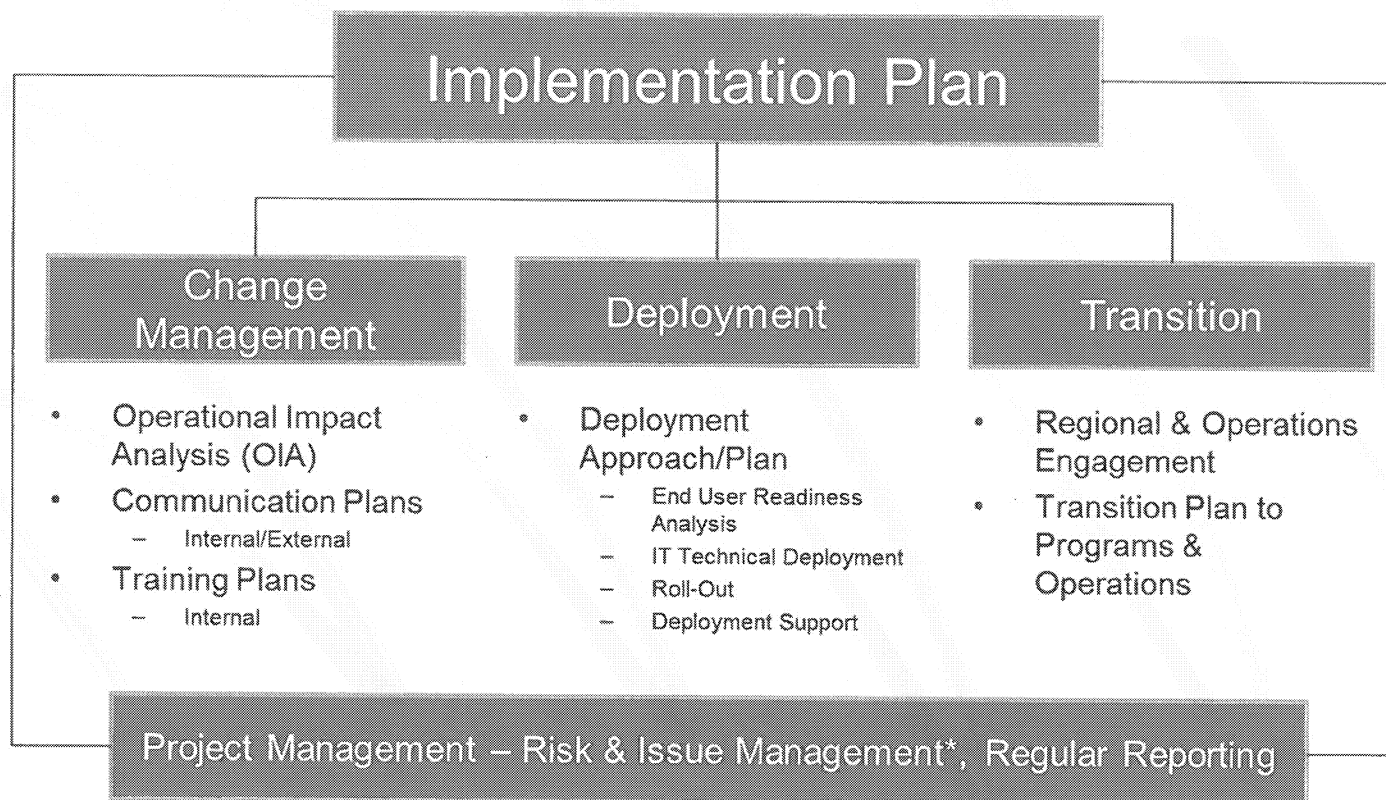 Implementation Plan
Change
Management
Deployment
Transition
• Operational Impact
Analysis (OIA)
• Communication Plans
– Internal/External
• Training Plans
– Internal
• Deployment
Approach/Plan
– End User Readiness
Analysis
– IT Technical Deployment
– Roll-Out
– Deployment Support
• Regional & Operations
Engagement
• Transition Plan to
Programs &
Operations
Project Management – Risk & Issue Management*, Regular Reporting